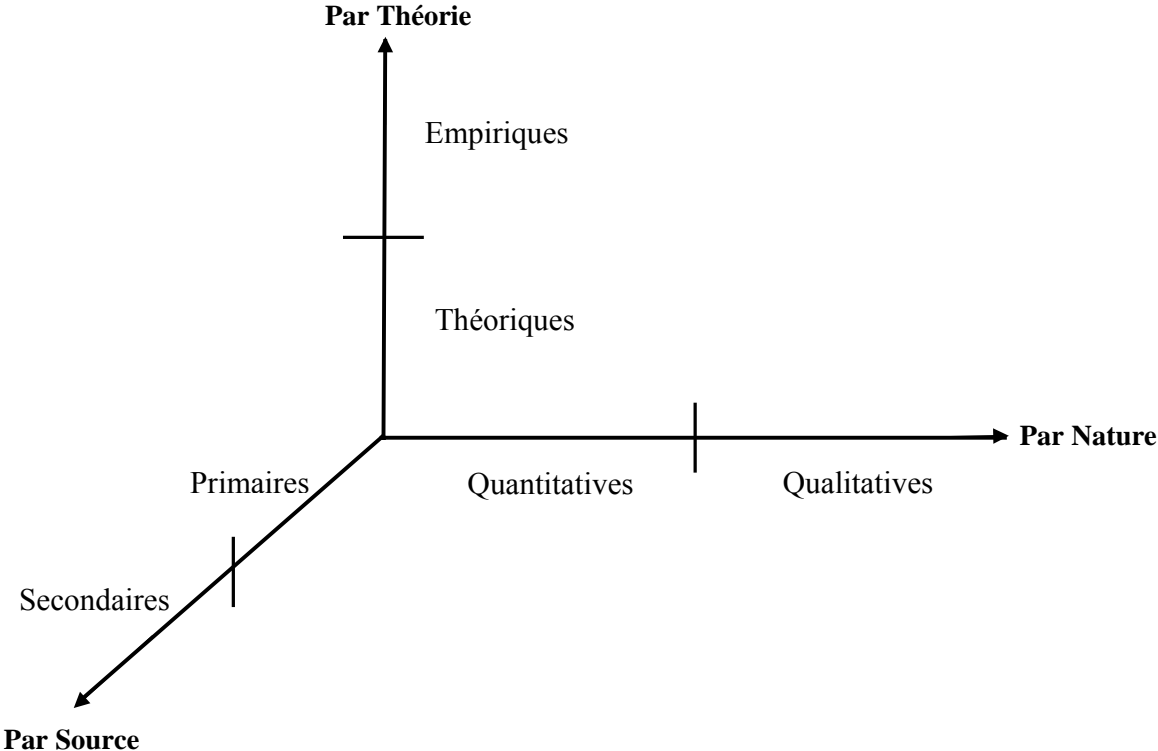 Par Théorie
Empiriques
Théoriques
Par Nature
Primaires
Quantitatives
Qualitatives
Secondaires
Par Source